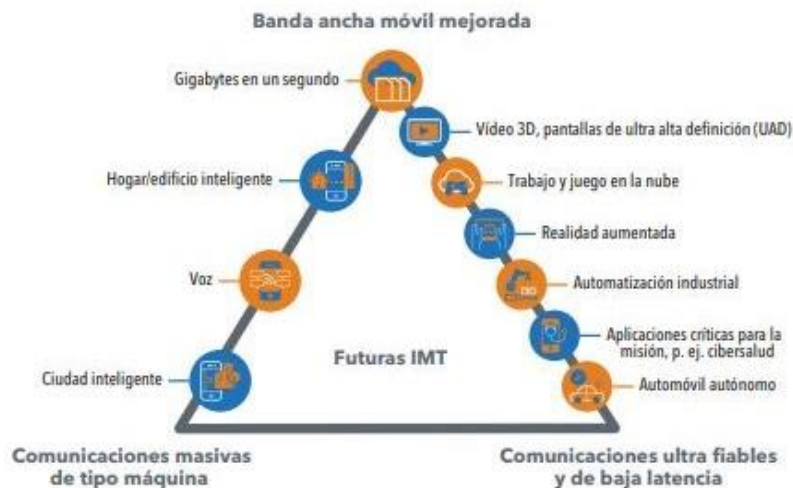 Banda ancha móvil mejorada
Gigabytes en un segundo
Vídeo 3D, pantallas de ultra alta definición (UAD)
Hogar/edificio inteligente
Trabajo y juego en la nube
Realidad aumentada
Voz
Automatización industrial
Aplicaciones críticas para la
misión, p. ej. cibersalud
Futuras IMT
Ciudad inteligente
Automóvil autónomo
Comunicaciones masivas
de tipo máquina
Comunicaciones ultra fiables
y de baja latencia